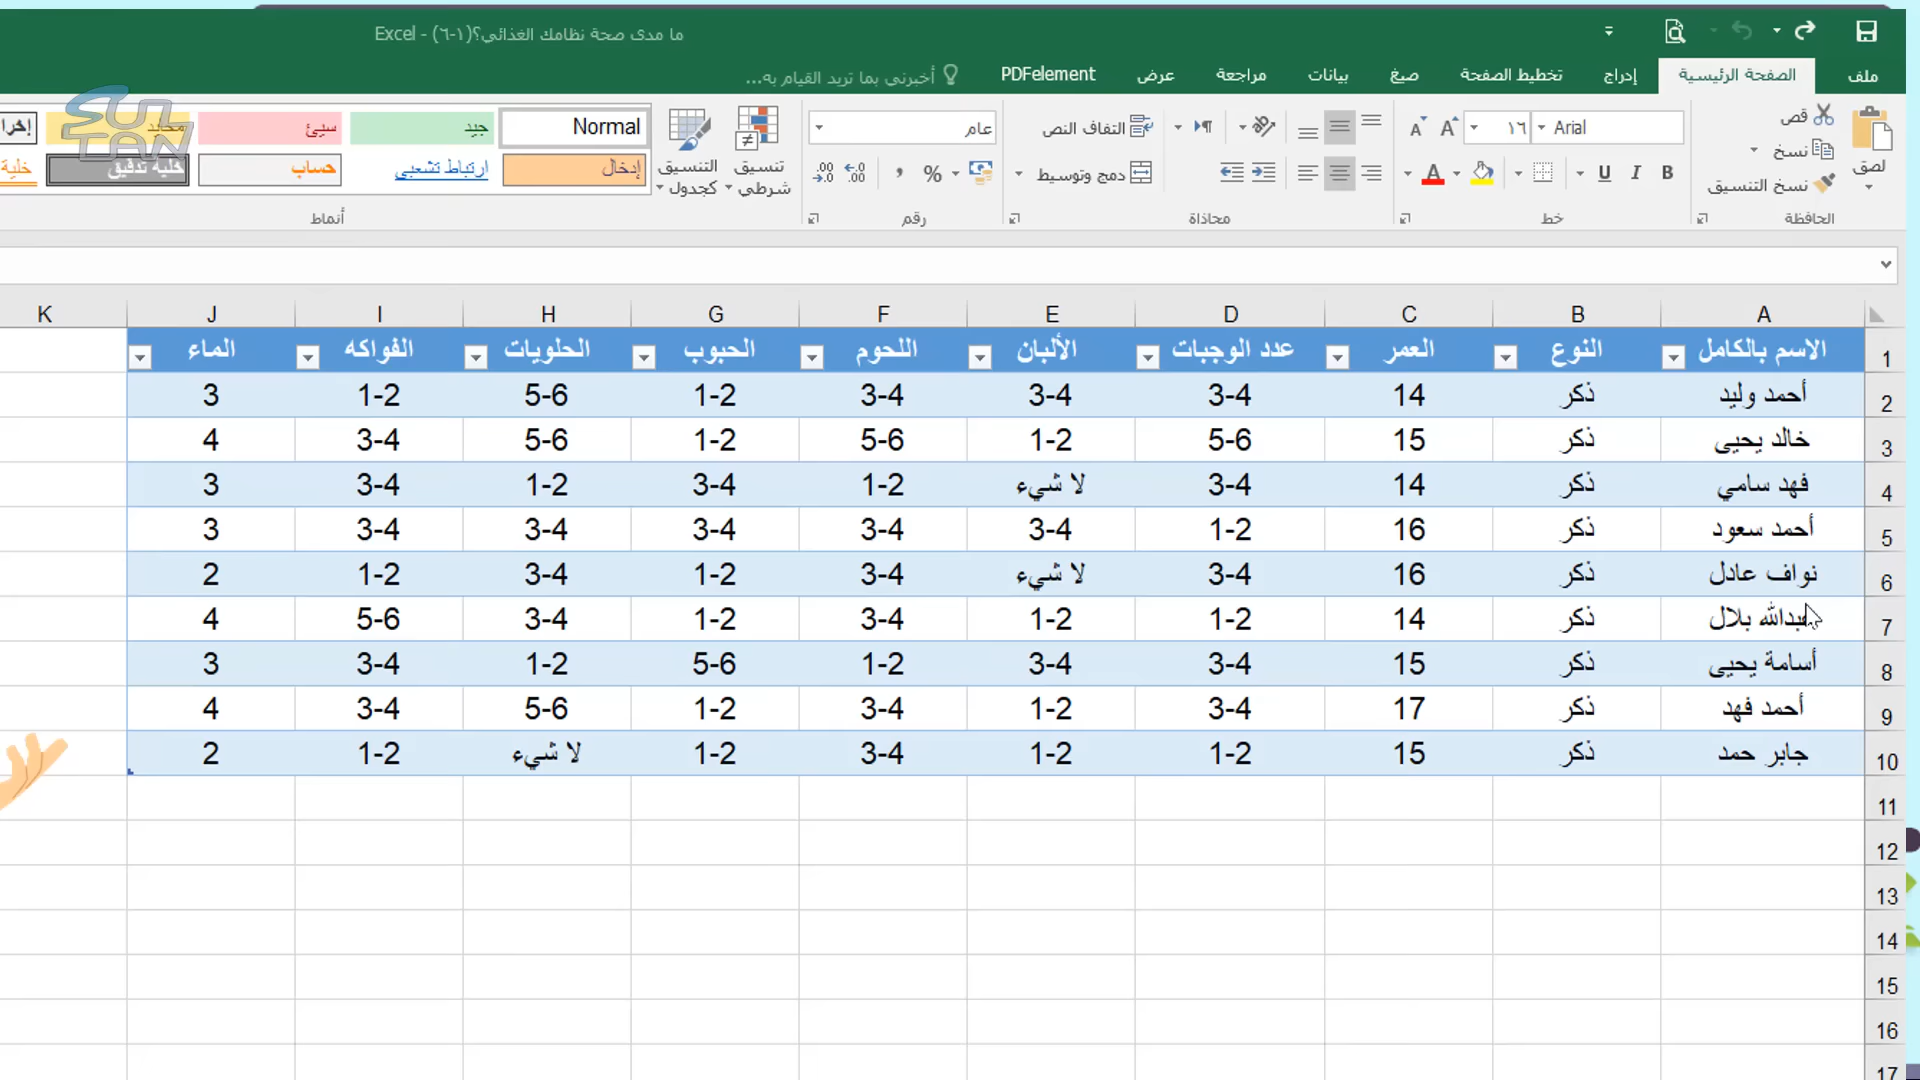 ما مدى صحة نظامك الغذائي؟(١-٦) - Excel
ملف الصفحة الرئيسية إدراج تخطيط الصفحة صيغ بيانات مراجعة عرض PDFelement أخبرني بما تريد القيام به...
لصق
قص
نسخ
نسخ التنسيق
الحافظة
Arial ١٦
B I U
خط
التفاف النص
دمج وتوسيط
محاذاة
عام
%
رقم
تنسيق شرطي
التنسيق كجدول
Normal جيد سيئ محايد إخرا
إدخال ارتباط تشعبي حساب خلية تدقيق خلية
أنماط
SULTAN
A B C D E F G H I J K
1 الاسم بالكامل النوع العمر عدد الوجبات الألبان اللحوم الحبوب الحلويات الفواكه الماء
2 أحمد وليد ذكر 14 3-4 3-4 3-4 1-2 5-6 1-2 3
3 خالد يحيى ذكر 15 5-6 1-2 5-6 1-2 5-6 3-4 4
4 فهد سامي ذكر 14 3-4 لا شيء 1-2 3-4 1-2 3-4 3
5 أحمد سعود ذكر 16 1-2 3-4 3-4 3-4 3-4 3-4 3
6 نواف عادل ذكر 16 3-4 لا شيء 3-4 1-2 3-4 1-2 2
7 عبدالله بلال ذكر 14 1-2 1-2 3-4 1-2 3-4 5-6 4
8 أسامة يحيى ذكر 15 3-4 3-4 1-2 5-6 1-2 3-4 3
9 أحمد فهد ذكر 17 3-4 1-2 3-4 1-2 5-6 3-4 4
10 جابر حمد ذكر 15 1-2 1-2 3-4 1-2 لا شيء 1-2 2
11
12
13
14
15
16
17